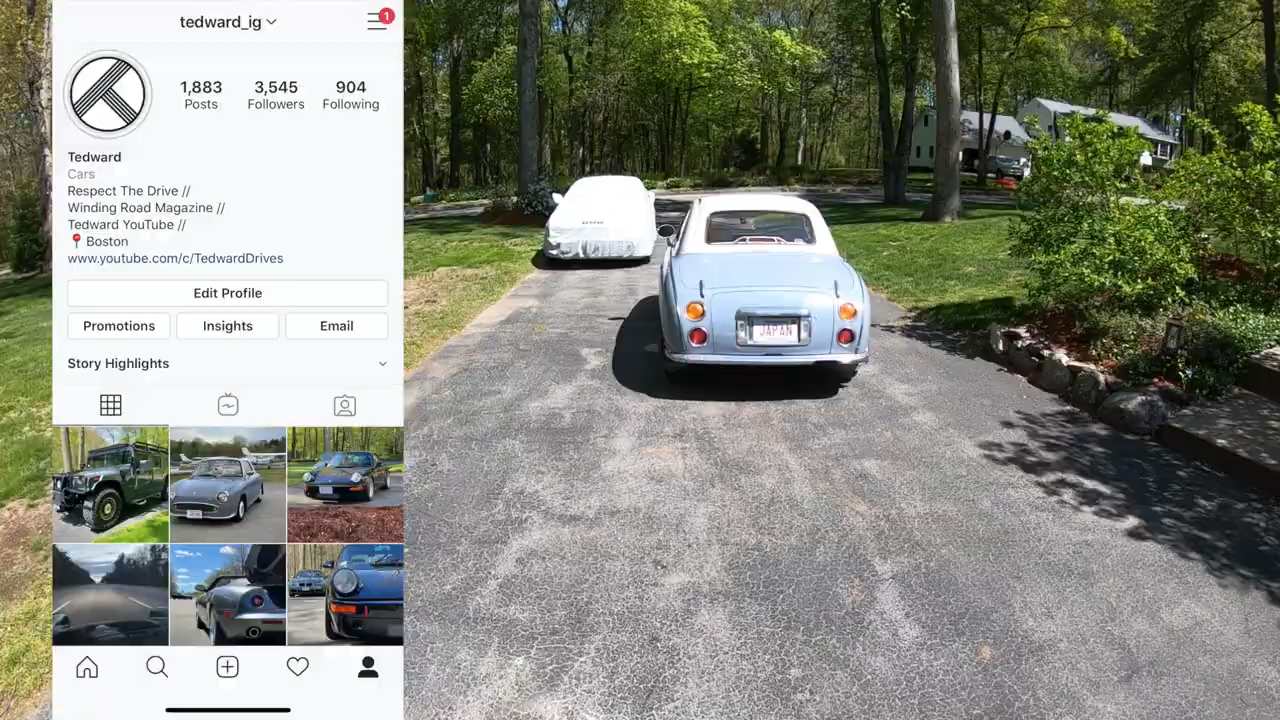 tedward_ig
1
1,883
Posts
3,545
Followers
904
Following
Tedward
Cars
Respect The Drive //
Winding Road Magazine //
Tedward YouTube //
Boston
www.youtube.com/c/TedwardDrives
Edit Profile
Promotions
Insights
Email
Story Highlights
JAPAN